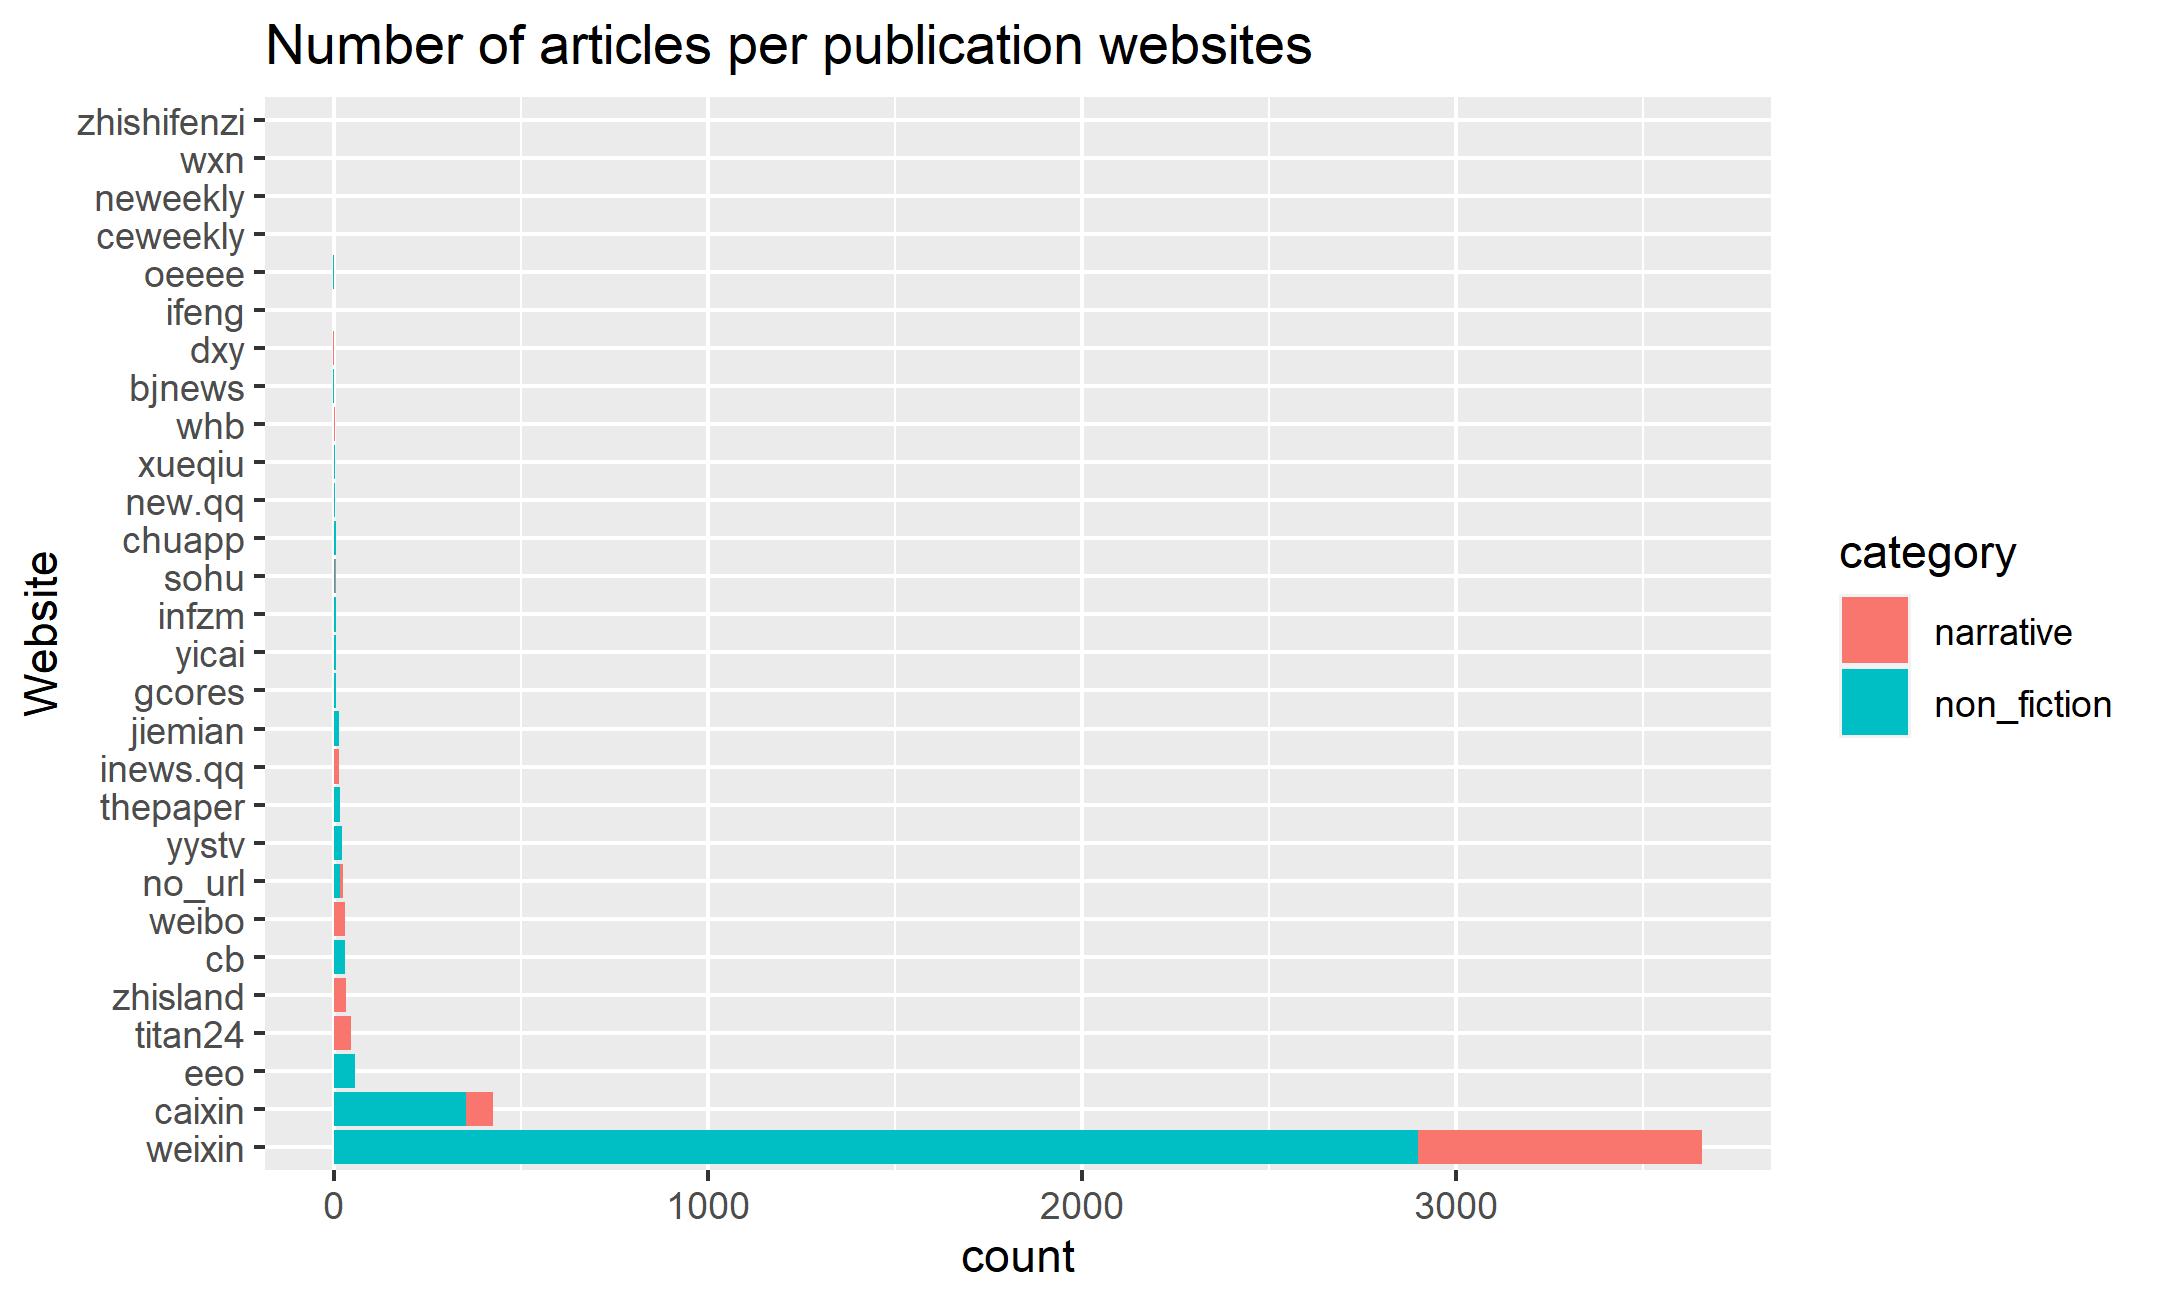 Number of articles per publication websites
zhishifenzi
wxn
neweekly
ceweekly
oeeee
ifeng
dxy
bjnews
whb
xueqiu
new.qq
chuapp
sohu
infzm
yicai
gcores
jiemian
inews.qq
thepaper
yystv
no_url
weibo
cb
zhisland
titan24
eeo
caixin
weixin
Website
0 1000 2000 3000
count
category
narrative
non_fiction